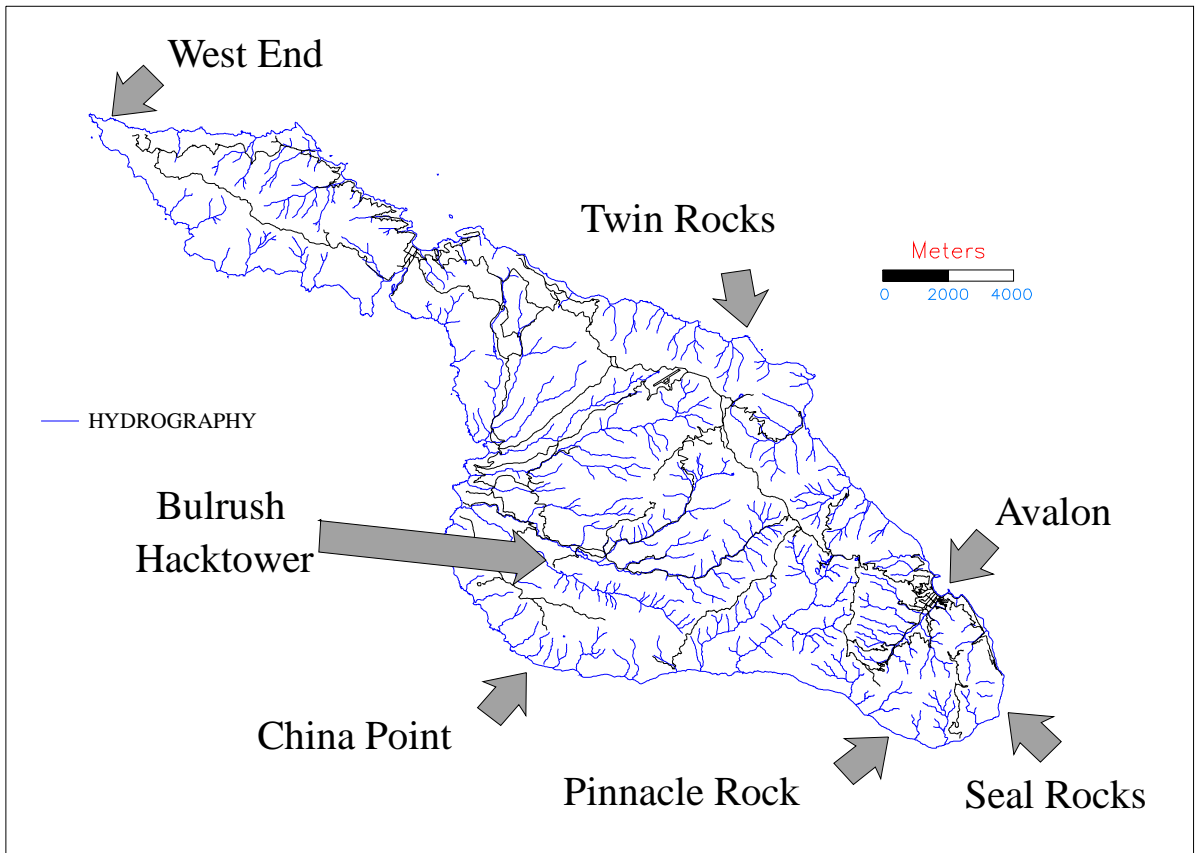 West End
Twin Rocks
Meters
0 2000 4000
HYDROGRAPHY
Bulrush
Hacktower
Avalon
China Point
Pinnacle Rock
Seal Rocks